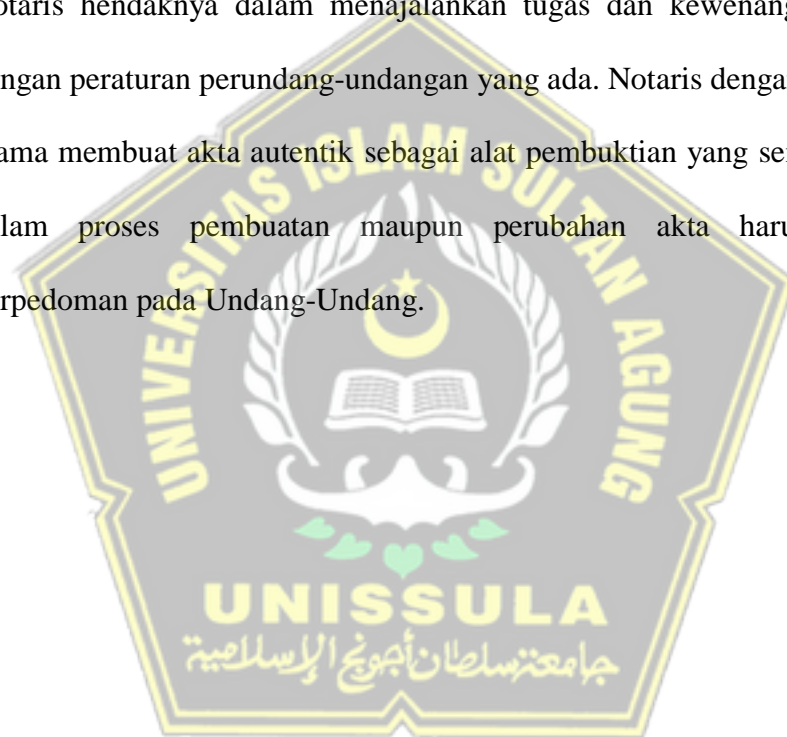 otaris hendaknya dalam menajalankan tugas dan kewenang
ngan peraturan perundang-undangan yang ada. Notaris denga
ama membuat akta autentik sebagai alat pembuktian yang se
lam proses pembuatan maupun perubahan akta haru
rpedoman pada Undang-Undang.
UNIVERSITAS ISLAM SULTAN AGUNG
UNISSULA
جامعة سلطان أجونج الإسلامية